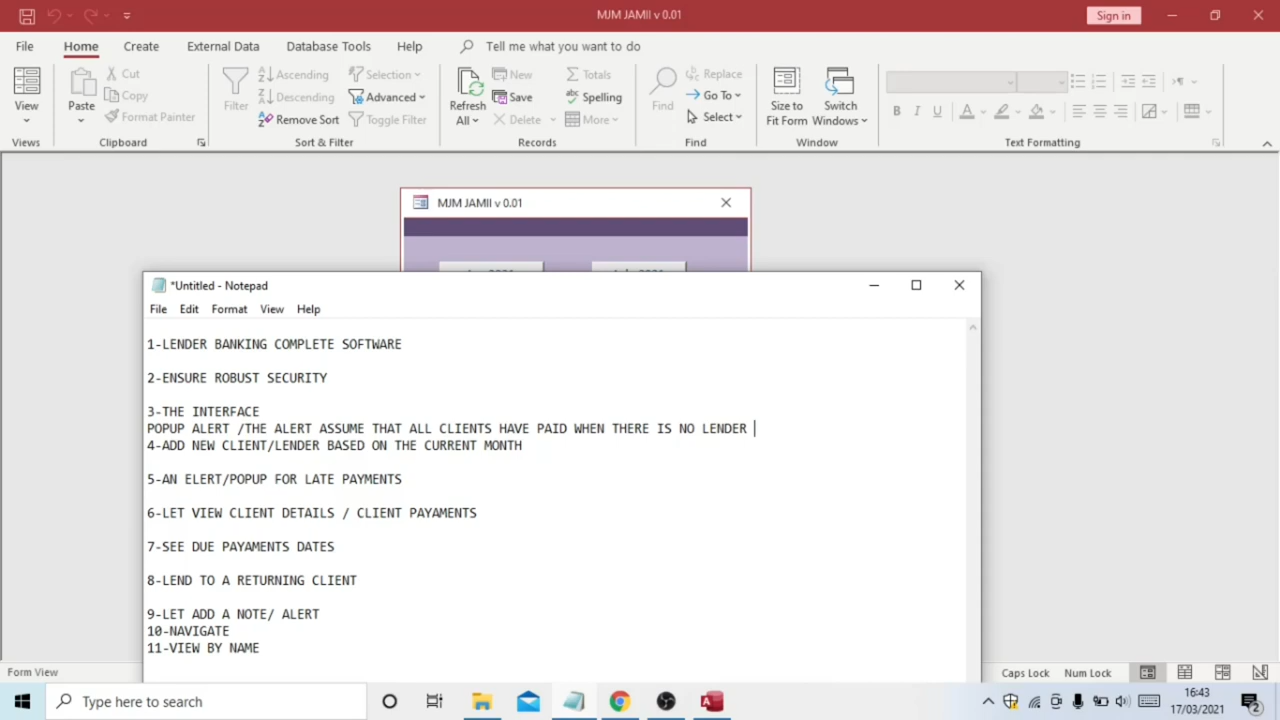 MJM JAMII v 0.01
Sign in
File Home Create External Data Database Tools Help Tell me what you want to do
View
Views
Paste
Cut
Copy
Format Painter
Clipboard
Filter
Ascending
Descending
Remove Sort
Selection
Advanced
Toggle Filter
Sort & Filter
Refresh All
New
Save
Delete
Totals
Spelling
More
Records
Find
Replace
Go To
Select
Find
Size to Fit Form
Switch Windows
Window
B I U
Text Formatting
MJM JAMII v 0.01
*Untitled - Notepad
File Edit Format View Help
1-LENDER BANKING COMPLETE SOFTWARE
2-ENSURE ROBUST SECURITY
3-THE INTERFACE
POPUP ALERT /THE ALERT ASSUME THAT ALL CLIENTS HAVE PAID WHEN THERE IS NO LENDER
4-ADD NEW CLIENT/LENDER BASED ON THE CURRENT MONTH
5-AN ELERT/POPUP FOR LATE PAYMENTS
6-LET VIEW CLIENT DETAILS / CLIENT PAYAMENTS
7-SEE DUE PAYAMENTS DATES
8-LEND TO A RETURNING CLIENT
9-LET ADD A NOTE/ ALERT
10-NAVIGATE
11-VIEW BY NAME
Form View
Caps Lock Num Lock
Type here to search
16:43
17/03/2021
2